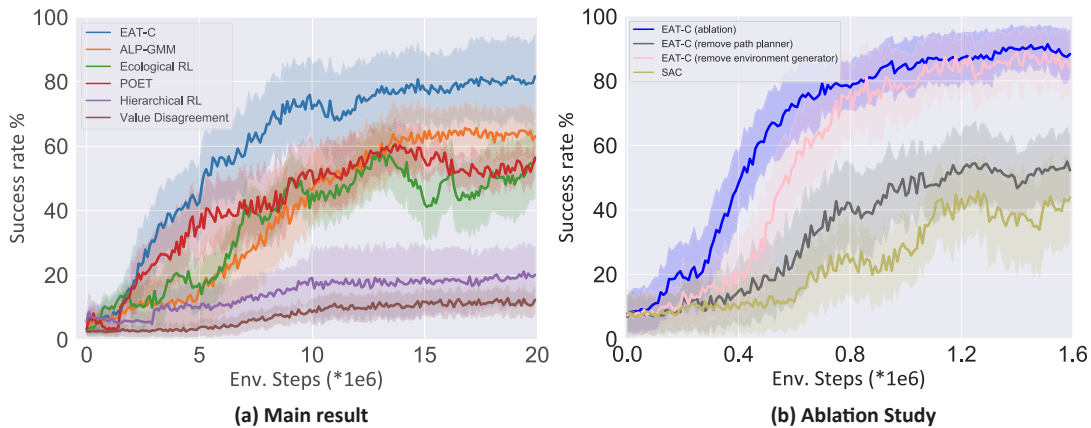 100
80
60
40
20
0
Success rate %
EAT-C
ALP-GMM
Ecological RL
POET
Hierarchical RL
Value Disagreement
0 5 10 15 20
Env. Steps (*1e6)
(a) Main result
100
80
60
40
20
0
Success rate %
EAT-C (ablation)
EAT-C (remove path planner)
EAT-C (remove environment generator)
SAC
0.0 0.4 0.8 1.2 1.6
Env. Steps (*1e6)
(b) Ablation Study